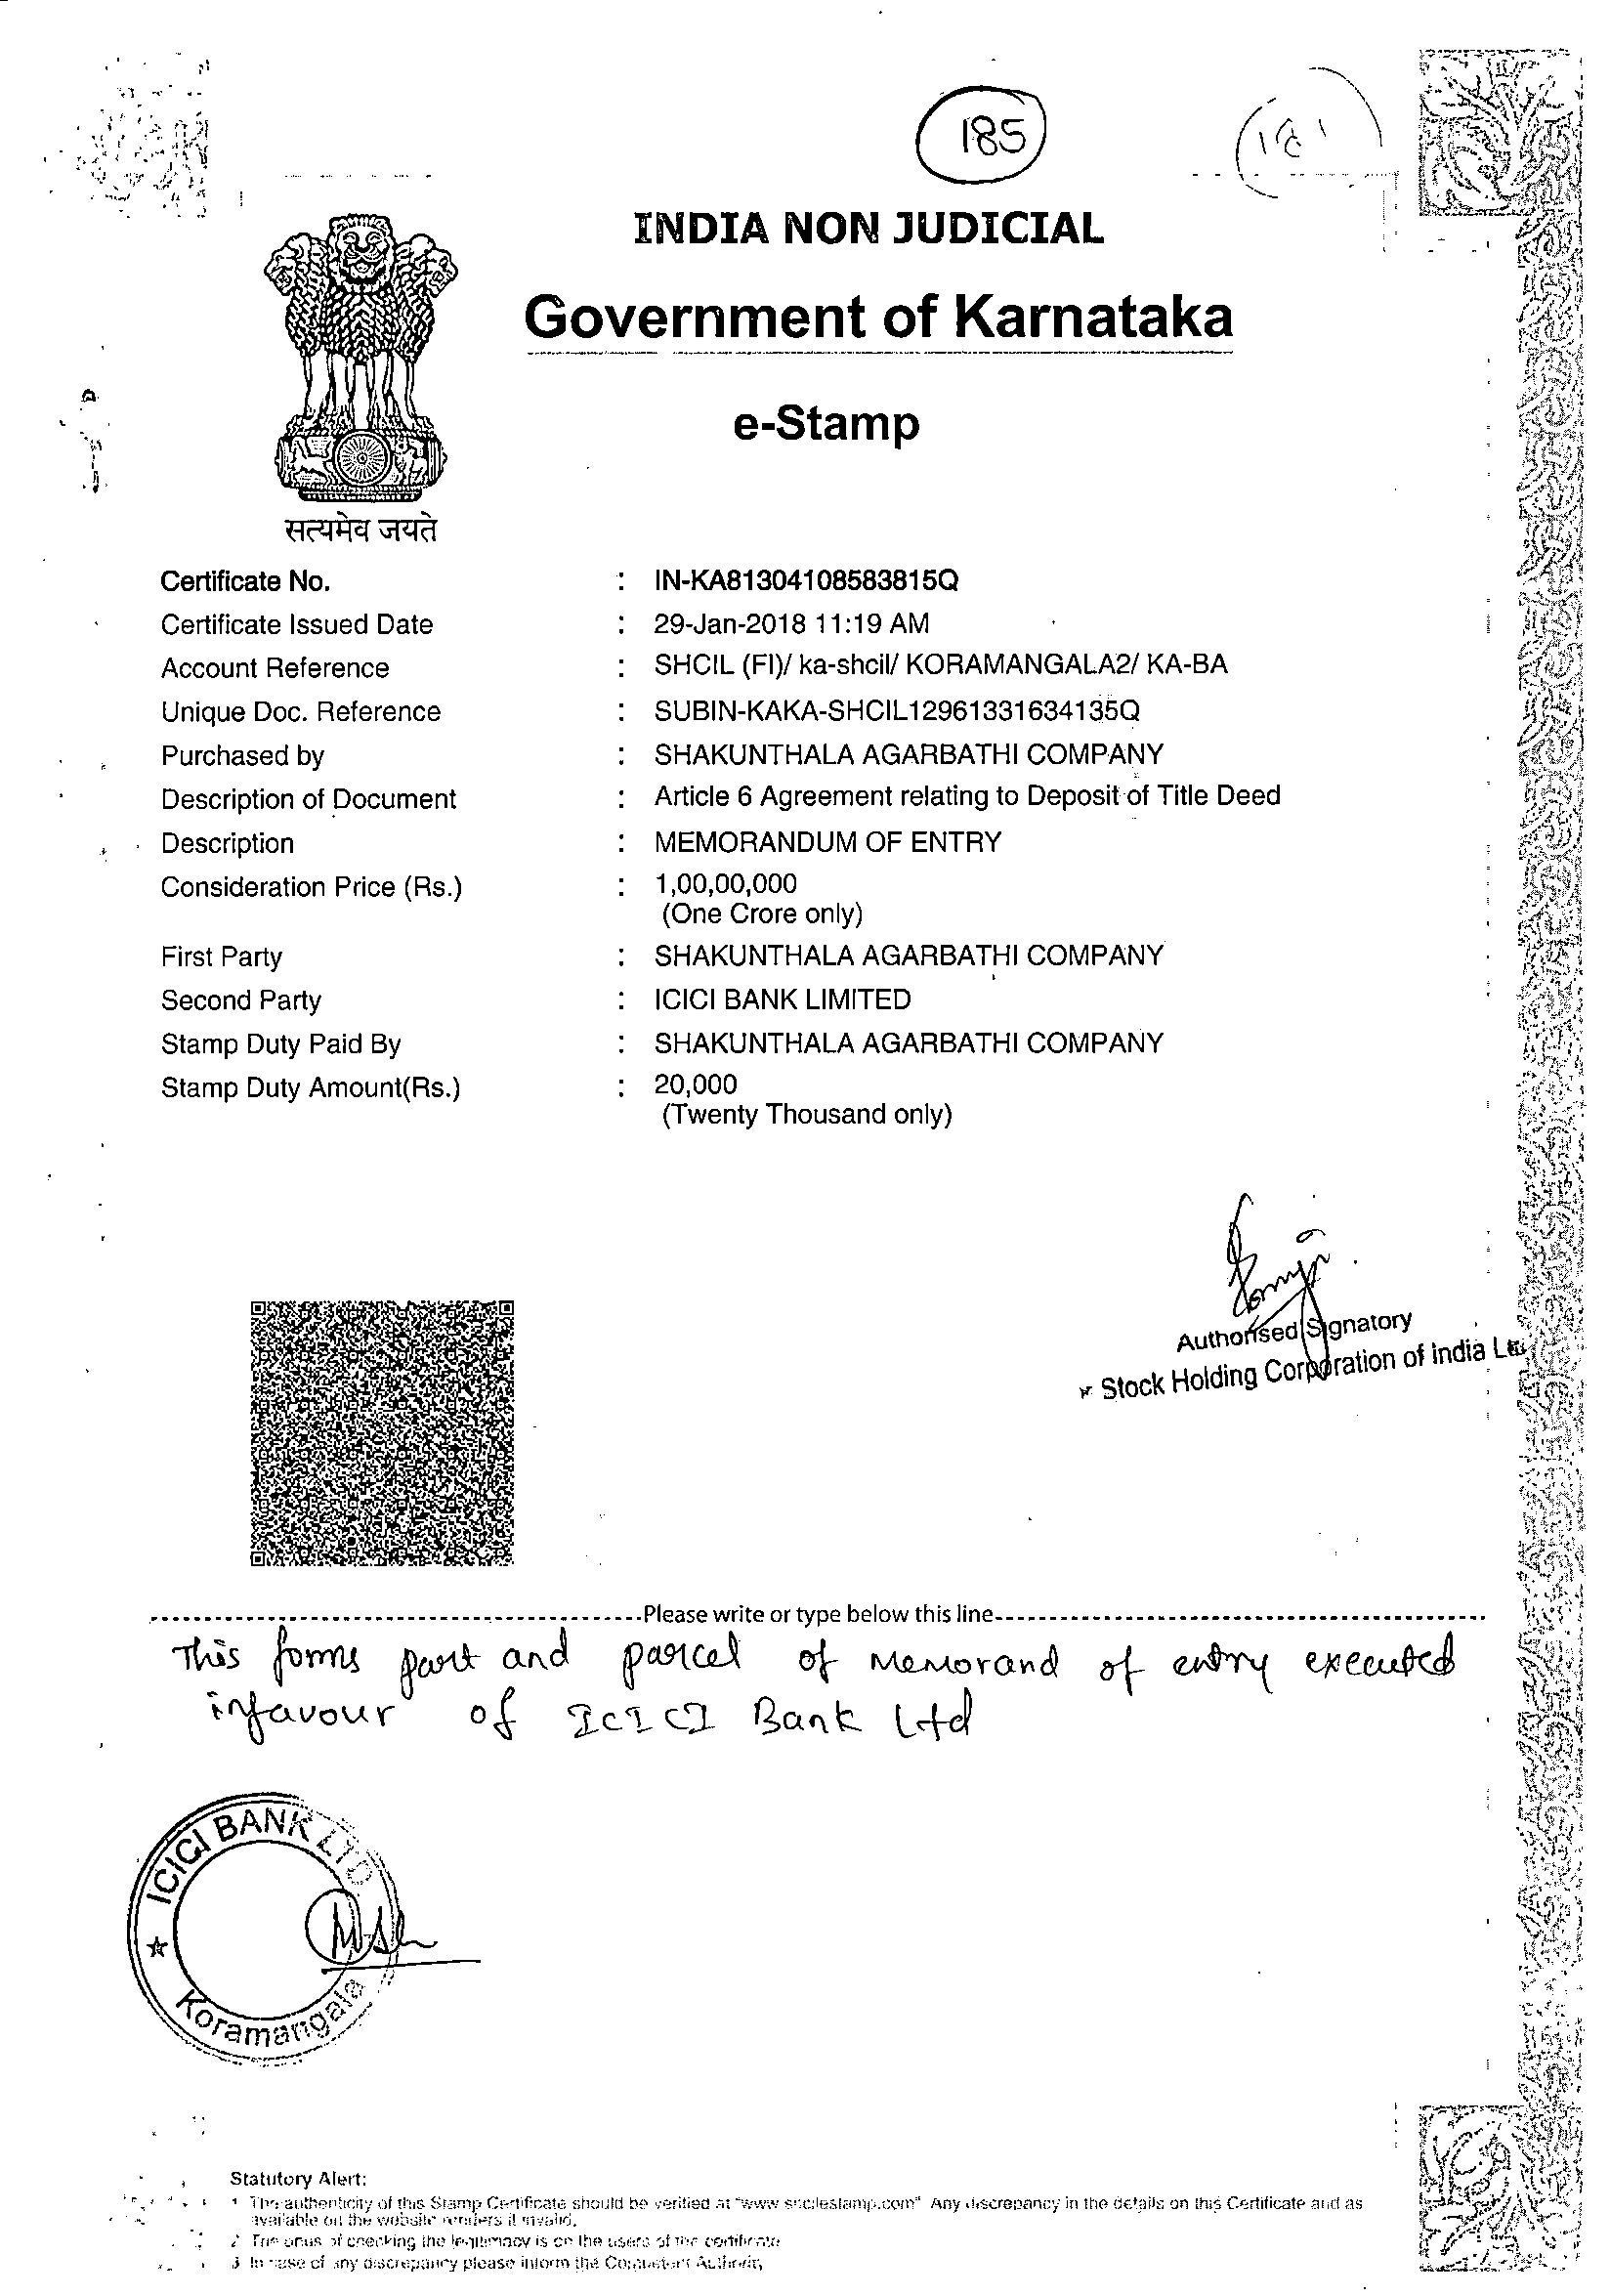 185
181
INDIA NON JUDICIAL
Government of Karnataka
e-Stamp
सत्यमेव जयते
Certificate No. : IN-KA81304108583815Q
Certificate Issued Date : 29-Jan-2018 11:19 AM
Account Reference : SHCIL (FI)/ ka-shcil/ KORAMANGALA2/ KA-BA
Unique Doc. Reference : SUBIN-KAKA-SHCIL12961331634135Q
Purchased by : SHAKUNTHALA AGARBATHI COMPANY
Description of Document : Article 6 Agreement relating to Deposit of Title Deed
Description : MEMORANDUM OF ENTRY
Consideration Price (Rs.) : 1,00,00,000
(One Crore only)
First Party : SHAKUNTHALA AGARBATHI COMPANY
Second Party : ICICI BANK LIMITED
Stamp Duty Paid By : SHAKUNTHALA AGARBATHI COMPANY
Stamp Duty Amount(Rs.) : 20,000
(Twenty Thousand only)
Authorised Signatory
Stock Holding Corporation of India
Please write or type below this line
This forms part and parcel of Memorand of entry executed
infavour of ICICI Bank Ltd
ICICI BANK LTD
Koramangala
Statutory Alert:
1 The authenticity of this Stamp Certificate should be verified at "www.shcilestamp.com" Any discrepancy in the details on this Certificate and as
available on the website renders it invalid.
2 The onus of checking the legitimacy is on the users of the certificate
3 In case of any discrepancy please inform the Competent Authority